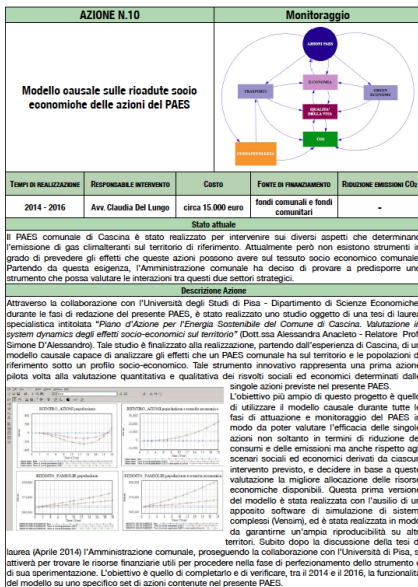 AZIONE N.10
Monitoraggio
Modello causale sulle ricadute socio
economiche delle azioni del PAES
AZIONI PAES
ECONOMIA
TRASPORTI
GREEN
ECONOMY
QUALITA'
DELLA VITA
CO2
CONSAPEVOLEZZA
TEMPI DI REALIZZAZIONE
RESPONSABILE INTERVENTO
COSTO
FONTE DI FINANZIAMENTO
RIDUZIONE EMISSIONI CO2
2014 - 2016
Avv. Claudia Del Lungo
circa 15.000 euro
fondi comunali e fondi
comunitari
-
Stato attuale
Il PAES comunale di Cascina è stato realizzato per intervenire sui diversi aspetti che determinano
l'emissione di gas climalteranti sul territorio di riferimento. Attualmente però non esistono strumenti in
grado di prevedere gli effetti che queste azioni possono avere sul tessuto socio economico comunale.
Partendo da questa esigenza, l'Amministrazione comunale ha deciso di provare a predisporre uno
strumento che possa valutare le interazioni tra questi due settori strategici.
Descrizione Azione
Attraverso la collaborazione con l'Università degli Studi di Pisa - Dipartimento di Scienze Economiche,
durante le fasi di redazione del presente PAES, è stato realizzato uno studio oggetto di una tesi di laurea
specialistica intitolata "Piano d'Azione per l'Energia Sostenibile del Comune di Cascina. Valutazione in
system dynamics degli effetti socio-economici sul territorio" (Dott.ssa Alessandra Anacleto - Relatore Prof.
Simone D'Alessandro). Tale studio è finalizzato alla realizzazione, partendo dall'esperienza di Cascina, di un
modello causale capace di analizzare gli effetti che un PAES comunale ha sul territorio e le popolazioni di
riferimento sotto un profilo socio-economico. Tale strumento innovativo rappresenta una prima azione
pilota volta alla valutazione quantitativa e qualitativa dei risvolti sociali ed economici determinati dalle
singole azioni previste nel presente PAES.
L'obiettivo più ampio di questo progetto è quello
di utilizzare il modello causale durante tutte le
fasi di attuazione e monitoraggio del PAES in
modo da poter valutare l'efficacia delle singole
azioni non soltanto in termini di riduzione dei
consumi e delle emissioni ma anche rispetto agli
scenari sociali ed economici derivati da ciascun
intervento previsto, e decidere in base a queste
valutazione la migliore allocazione delle risorse
economiche disponibili. Questa prima versione
del modello è stata realizzata con l'ausilio di un
apposito software di simulazione di sistemi
complessi (Vensim), ed è stata realizzata in modo
da garantirne un'ampia riproducibilità su altri
territori. Subito dopo la discussione della tesi di
laurea (Aprile 2014) l'Amministrazione comunale, proseguendo la collaborazione con l'Università di Pisa, si
attiverà per trovare le risorse finanziarie utili per procedere nella fase di perfezionamento dello strumento e
di sua sperimentazione. L'obiettivo è quello di completarlo e di verificare, tra il 2014 e il 2016, la funzionalità
del modello su uno specifico set di azioni contenute nel presente PAES.